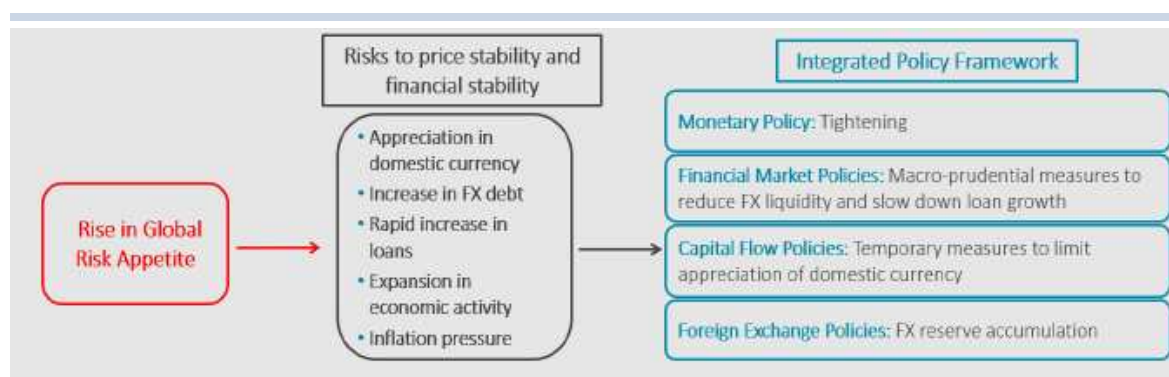 Risks to price stability and
financial stability
Integrated Policy Framework
Rise in Global
Risk Appetite
• Appreciation in
domestic currency
• Increase in FX debt
• Rapid increase in
loans
• Expansion in
economic activity
• Inflation pressure
Monetary Policy: Tightening
Financial Market Policies: Macro-prudential measures to
reduce FX liquidity and slow down loan growth
Capital Flow Policies: Temporary measures to limit
appreciation of domestic currency
Foreign Exchange Policies: FX reserve accumulation